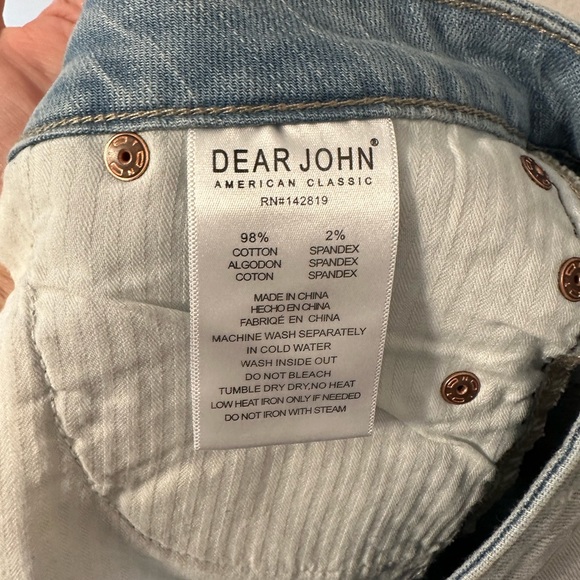 DEAR JOHN®
AMERICAN CLASSIC
RN#142819
98% 2%
COTTON SPANDEX
ALGODON SPANDEX
COTON SPANDEX
MADE IN CHINA
HECHO EN CHINA
FABRIQÉ EN CHINA
MACHINE WASH SEPARATELY
IN COLD WATER
WASH INSIDE OUT
DO NOT BLEACH
TUMBLE DRY DRY,NO HEAT
LOW HEAT IRON ONLY IF NEEDED
DO NOT IRON WITH STEAM